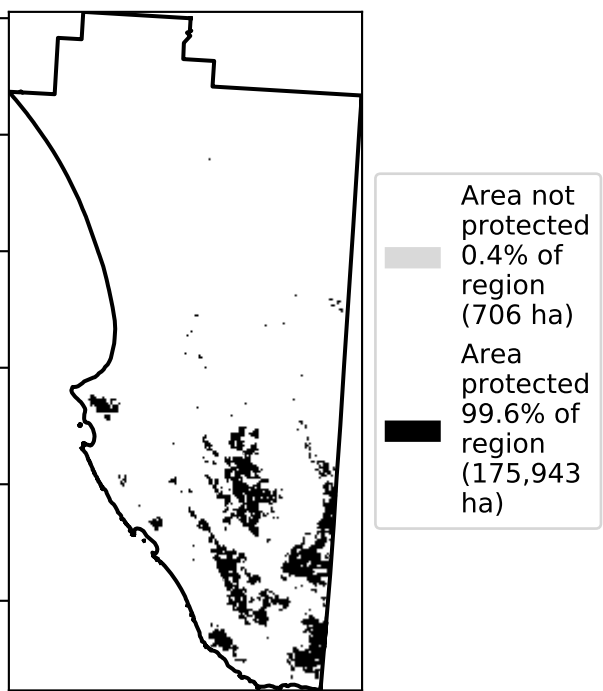 Area not
protected
0.4% of
region
(706 ha)
Area
protected
99.6% of
region
(175,943
ha)